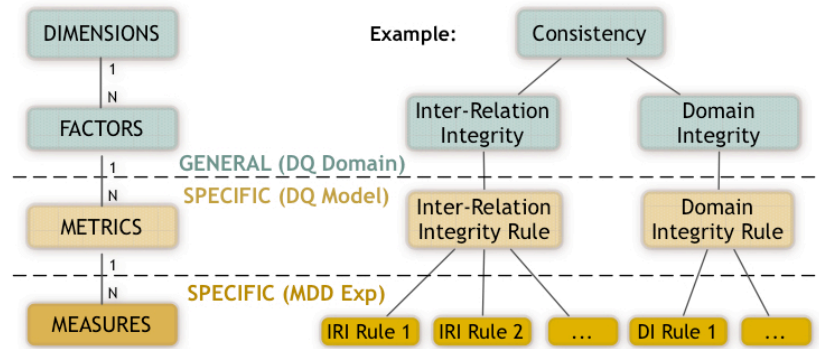 DIMENSIONS
Example:
Consistency
1
N
FACTORS
Inter-Relation
Integrity
Domain
Integrity
1
GENERAL (DQ Domain)
N
SPECIFIC (DQ Model)
METRICS
Inter-Relation
Integrity Rule
Domain
Integrity Rule
1
N
SPECIFIC (MDD Exp)
MEASURES
IRI Rule 1
IRI Rule 2
...
DI Rule 1
...